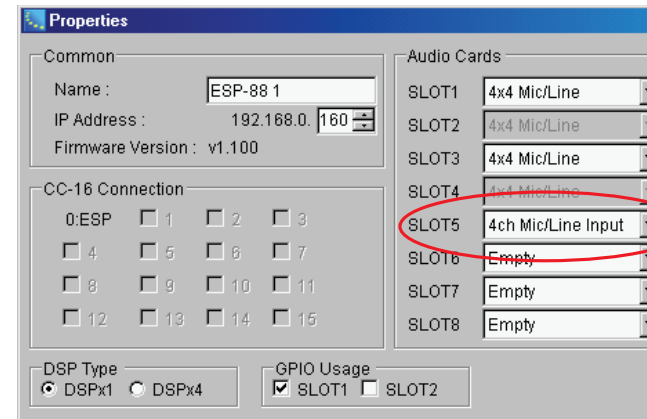 Properties
Common
Name : ESP-88 1
IP Address : 192.168.0. 160
Firmware Version : v1.100
CC-16 Connection
0:ESP 1 2 3
4 5 6 7
8 9 10 11
12 13 14 15
DSP Type
DSPx1 DSPx4
GPIO Usage
SLOT1 SLOT2
Audio Cards
SLOT1 4x4 Mic/Line
SLOT2 4x4 Mic/Line
SLOT3 4x4 Mic/Line
SLOT4 4x4 Mic/Line
SLOT5 4ch Mic/Line Input
SLOT6 Empty
SLOT7 Empty
SLOT8 Empty